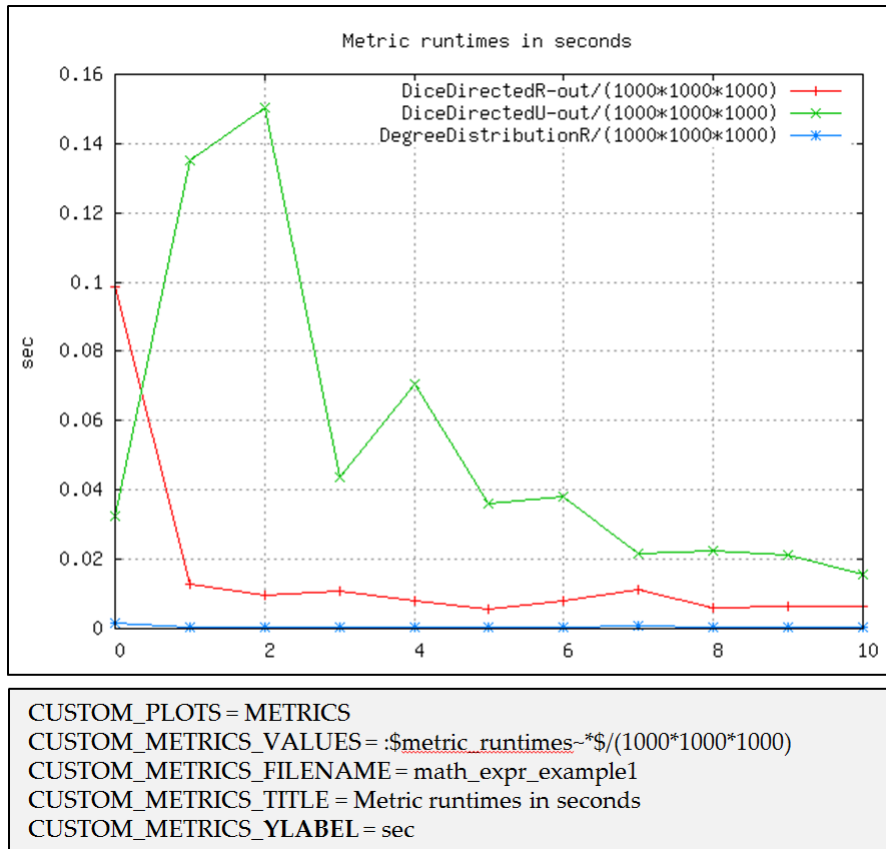 Metric runtimes in seconds
0.16
DiceDirectedR-out/(1000*1000*1000)
DiceDirectedU-out/(1000*1000*1000)
DegreeDistributionR/(1000*1000*1000)
0.14
0.12
0.1
0.08
sec
0.06
0.04
0.02
0
0 2 4 6 8 10
CUSTOM_PLOTS = METRICS
CUSTOM_METRICS_VALUES = :$metric_runtimes~*$/(1000*1000*1000)
CUSTOM_METRICS_FILENAME = math_expr_example1
CUSTOM_METRICS_TITLE = Metric runtimes in seconds
CUSTOM_METRICS_YLABEL = sec